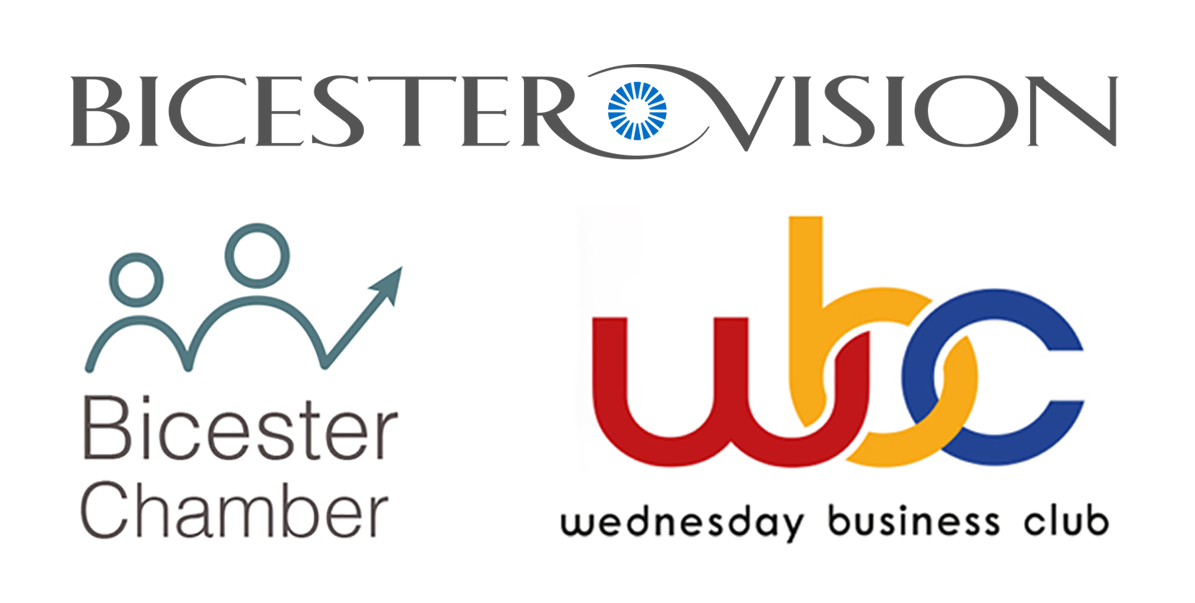 BICESTER VISION
Bicester
Chamber
wbc
wednesday business club